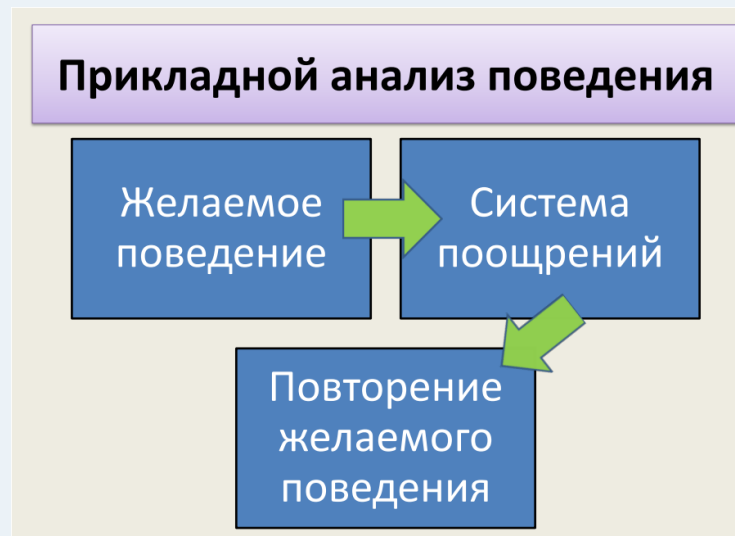 Прикладной анализ поведения
Желаемое
поведение
Система
поощрений
Повторение
желаемого
поведения